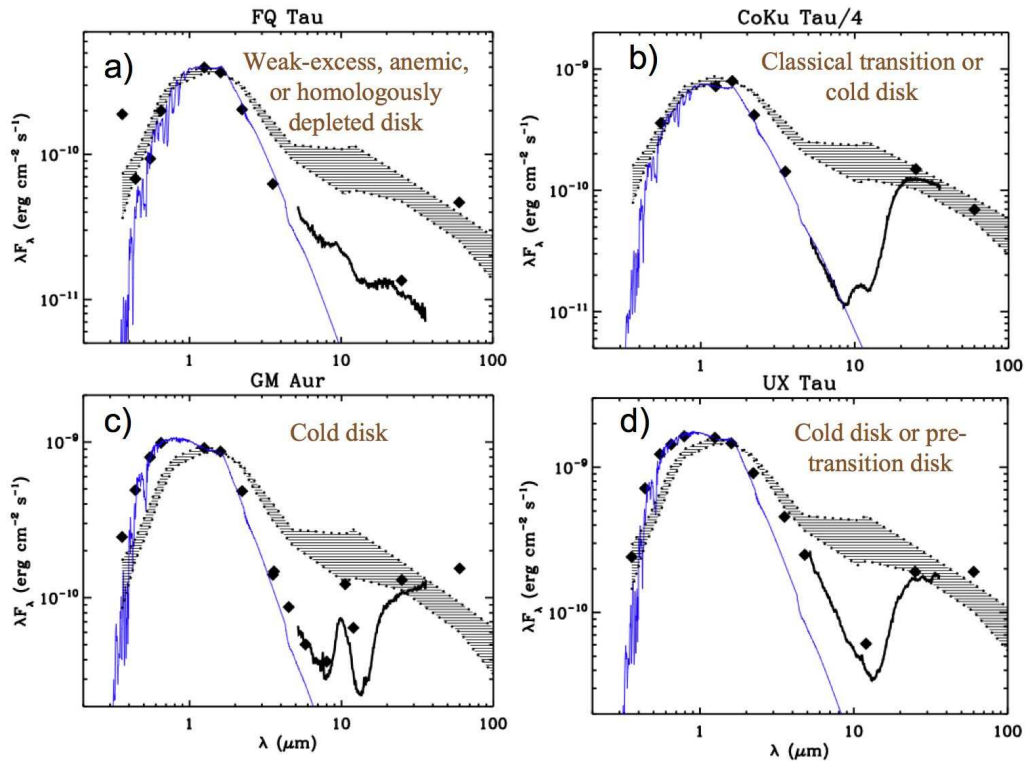 FQ Tau
a)
Weak-excess, anemic,
or homologously
depleted disk
λFλ (erg cm⁻² s⁻¹)
10⁻¹⁰
10⁻¹¹
1
10
100
CoKu Tau/4
b)
Classical transition or
cold disk
λFλ (erg cm⁻² s⁻¹)
10⁻⁹
10⁻¹⁰
10⁻¹¹
1
10
100
GM Aur
c)
Cold disk
λFλ (erg cm⁻² s⁻¹)
10⁻⁹
10⁻¹⁰
1
10
100
λ (μm)
UX Tau
d)
Cold disk or pre-
transition disk
λFλ (erg cm⁻² s⁻¹)
10⁻⁹
10⁻¹⁰
1
10
100
λ (μm)